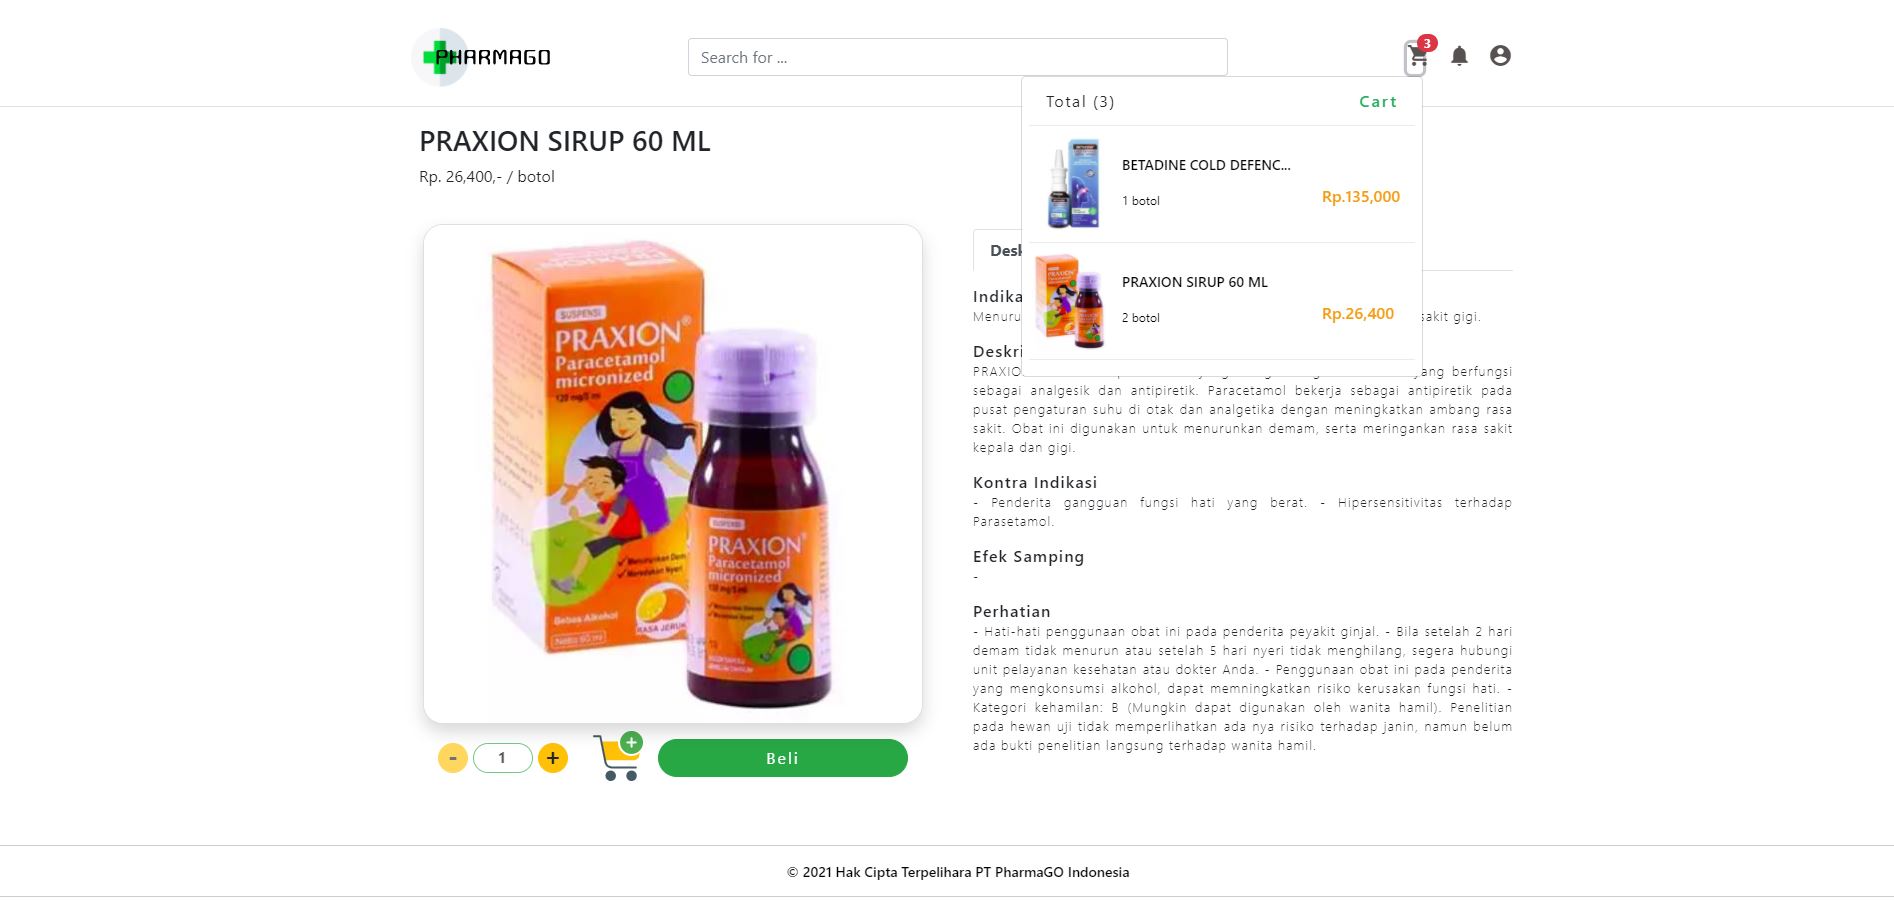 PHARMAGO
Search for ...
3
Total (3)
Cart
BETADINE COLD DEFENC...
1 botol
Rp.135,000
PRAXION SIRUP 60 ML
2 botol
Rp.26,400
PRAXION SIRUP 60 ML
Rp. 26,400,- / botol
SUSPENSI
PRAXION®
Paracetamol
micronized
120 mg/5 ml
Bebas Alkohol
Netto 60 ml
RASA JERUK
SUSPENSI
PRAXION®
Paracetamol
micronized
120 mg/5 ml
- 1 +
+
Beli
Desk
Indika
Menuru sakit gigi.
Deskri
PRAXIO yang berfungsi
sebagai analgesik dan antipiretik. Paracetamol bekerja sebagai antipiretik pada
pusat pengaturan suhu di otak dan analgetika dengan meningkatkan ambang rasa
sakit. Obat ini digunakan untuk menurunkan demam, serta meringankan rasa sakit
kepala dan gigi.
Kontra Indikasi
- Penderita gangguan fungsi hati yang berat. - Hipersensitivitas terhadap
Parasetamol.
Efek Samping
-
Perhatian
- Hati-hati penggunaan obat ini pada penderita peyakit ginjal. - Bila setelah 2 hari
demam tidak menurun atau setelah 5 hari nyeri tidak menghilang, segera hubungi
unit pelayanan kesehatan atau dokter Anda. - Penggunaan obat ini pada penderita
yang mengkonsumsi alkohol, dapat memningkatkan risiko kerusakan fungsi hati. -
Kategori kehamilan: B (Mungkin dapat digunakan oleh wanita hamil). Penelitian
pada hewan uji tidak memperlihatkan ada nya risiko terhadap janin, namun belum
ada bukti penelitian langsung terhadap wanita hamil.
© 2021 Hak Cipta Terpelihara PT PharmaGO Indonesia